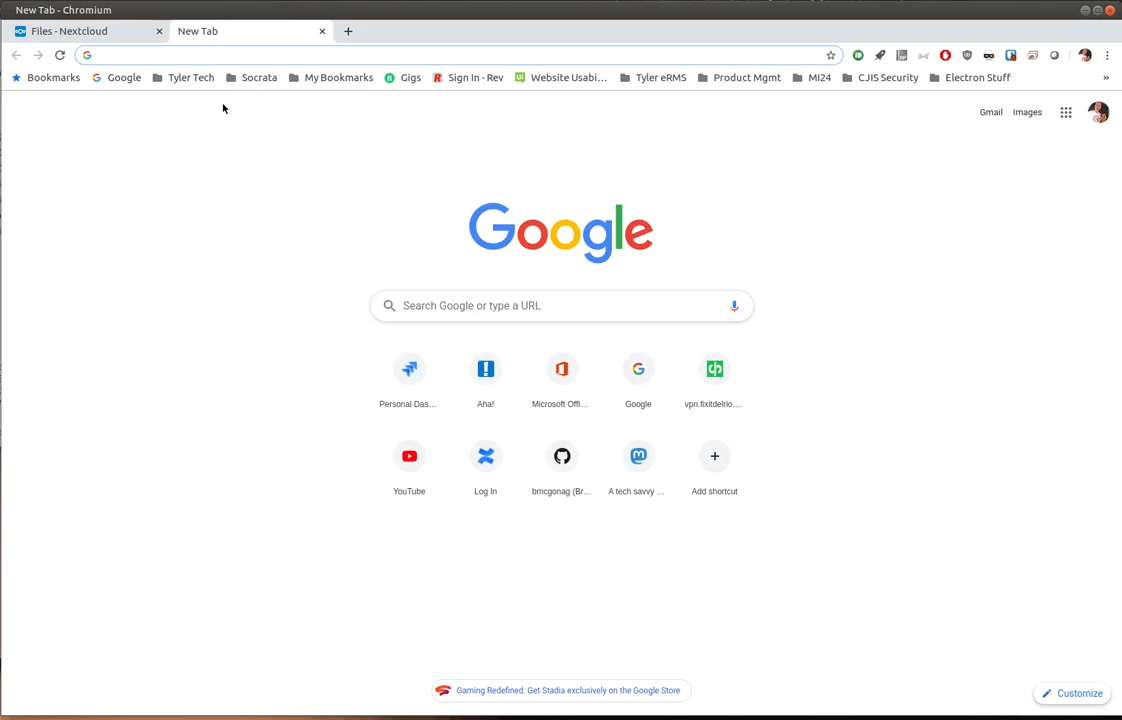 New Tab - Chromium
Files - Nextcloud
New Tab
Bookmarks Google Tyler Tech Socrata My Bookmarks Gigs Sign In - Rev Website Usabi... Tyler eRMS Product Mgmt MI24 CJIS Security Electron Stuff »
Gmail Images
Google
Search Google or type a URL
Personal Das... Aha! Microsoft Offi... Google vpn.fixitdelrio....
YouTube Log In bmcgonag (Br... A tech savvy ... Add shortcut
Gaming Redefined. Get Stadia exclusively on the Google Store
Customize